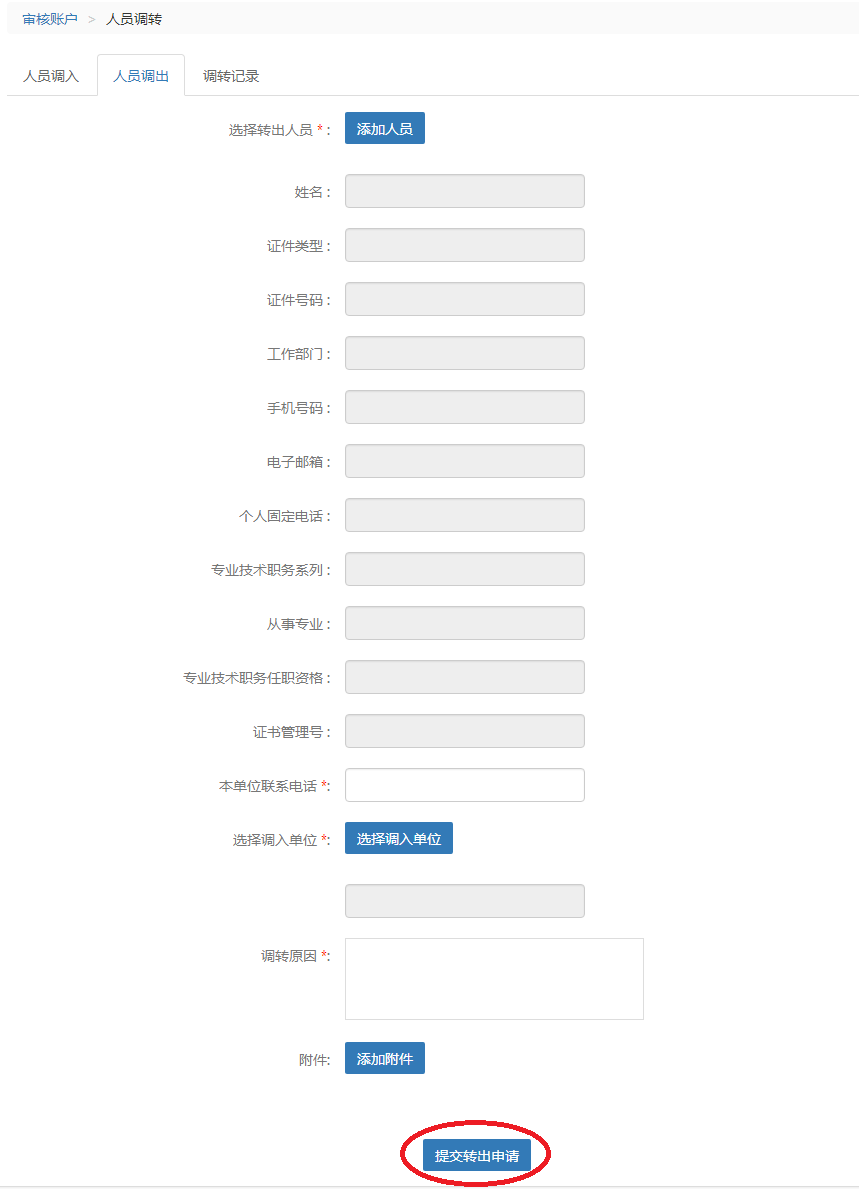 审核账户 > 人员调转
人员调入 人员调出 调转记录
选择转出人员 * : 添加人员
姓名 :
证件类型 :
证件号码 :
工作部门 :
手机号码 :
电子邮箱 :
个人固定电话 :
专业技术职务系列 :
从事专业 :
专业技术职务任职资格 :
证书管理号 :
本单位联系电话 *:
选择调入单位 *: 选择调入单位
调转原因 *:
附件: 添加附件
提交转出申请